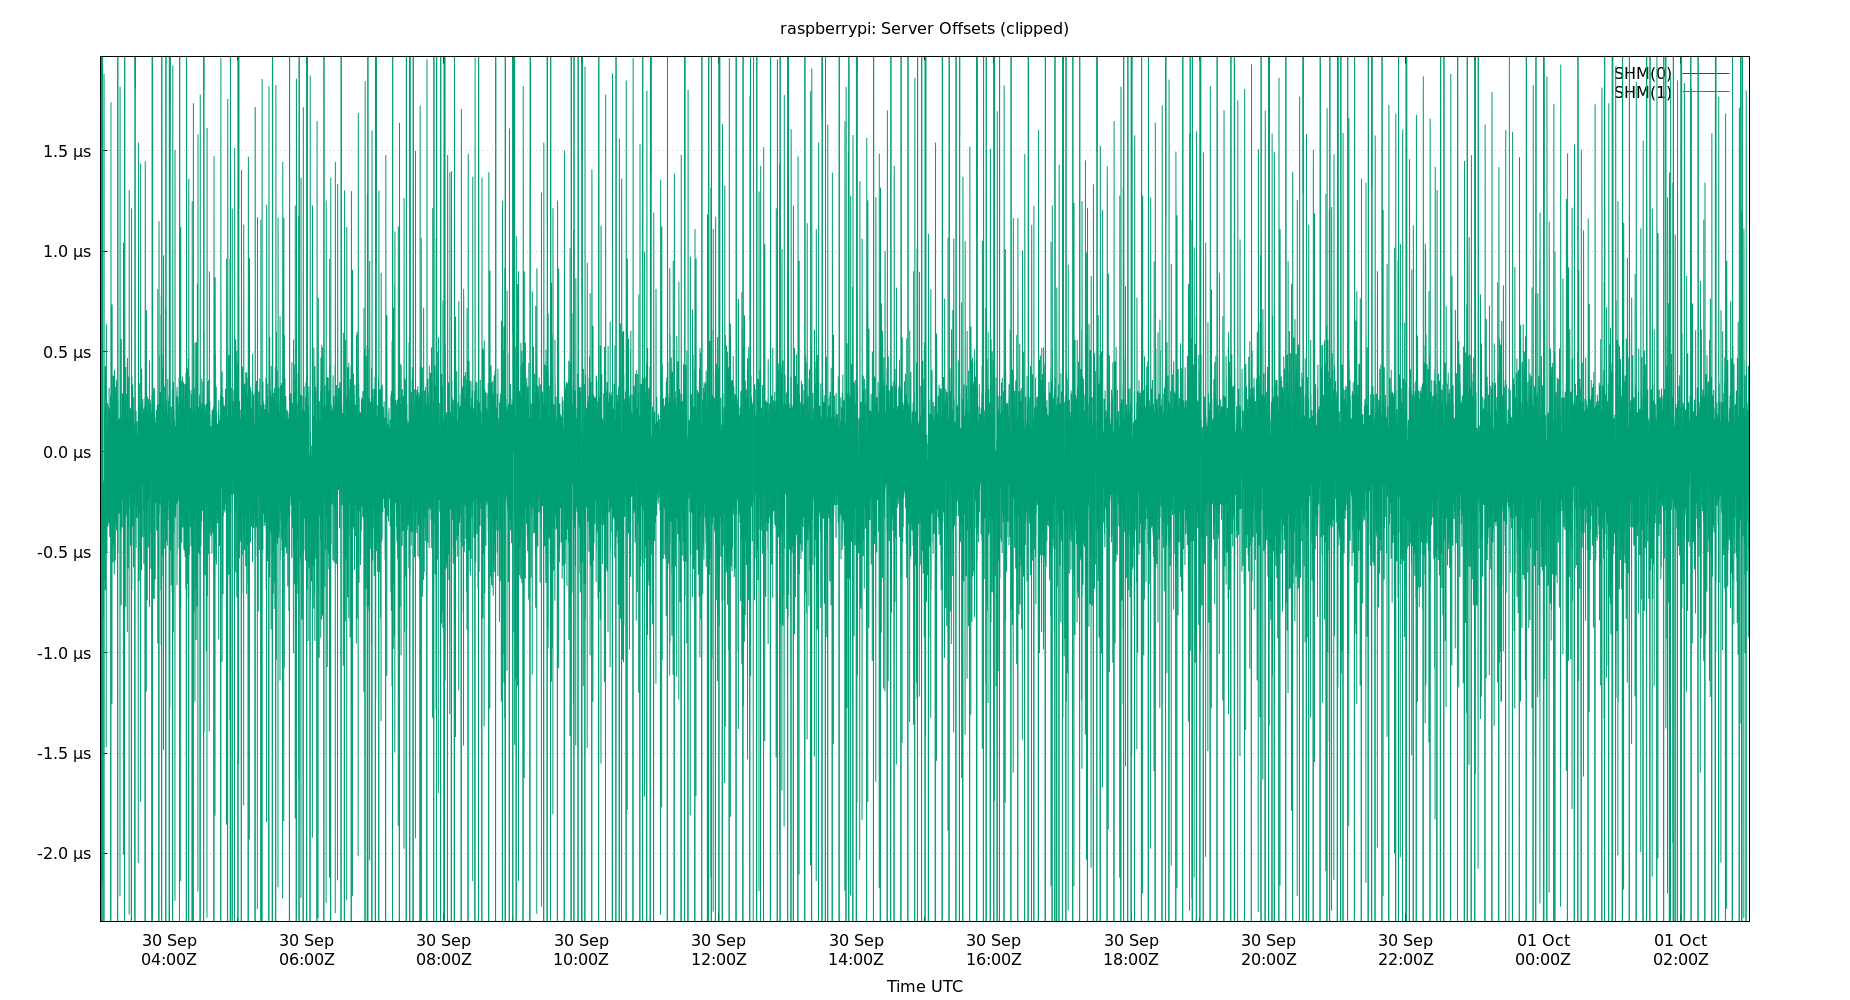 raspberrypi: Server Offsets (clipped)
SHM(0)
SHM(1)
1.5 µs
1.0 µs
0.5 µs
0.0 µs
-0.5 µs
-1.0 µs
-1.5 µs
-2.0 µs
30 Sep 30 Sep 30 Sep 30 Sep 30 Sep 30 Sep 30 Sep 30 Sep 30 Sep 30 Sep 01 Oct 01 Oct
04:00Z 06:00Z 08:00Z 10:00Z 12:00Z 14:00Z 16:00Z 18:00Z 20:00Z 22:00Z 00:00Z 02:00Z
Time UTC